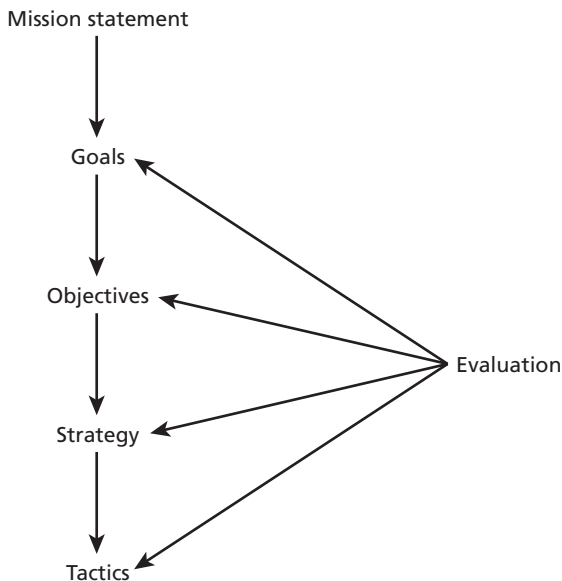 Mission statement
Goals
Objectives
Evaluation
Strategy
Tactics